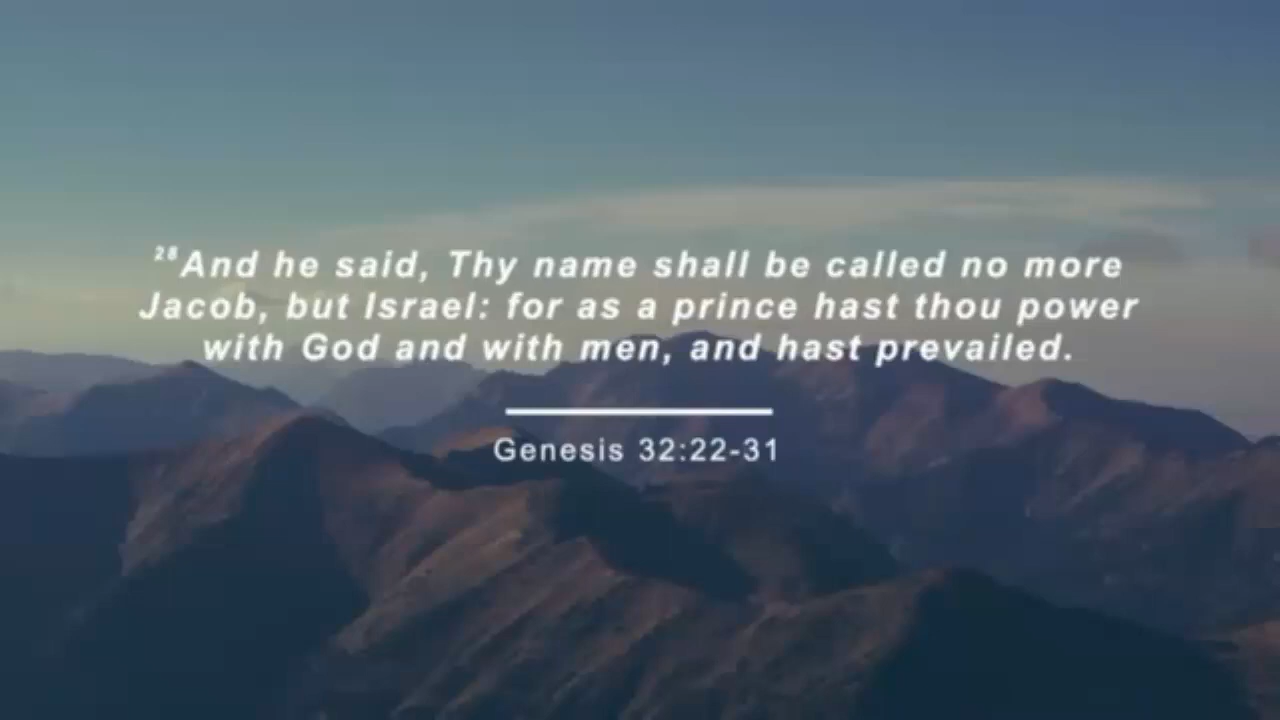 ²⁸And he said, Thy name shall be called no more
Jacob, but Israel: for as a prince hast thou power
with God and with men, and hast prevailed.
Genesis 32:22-31